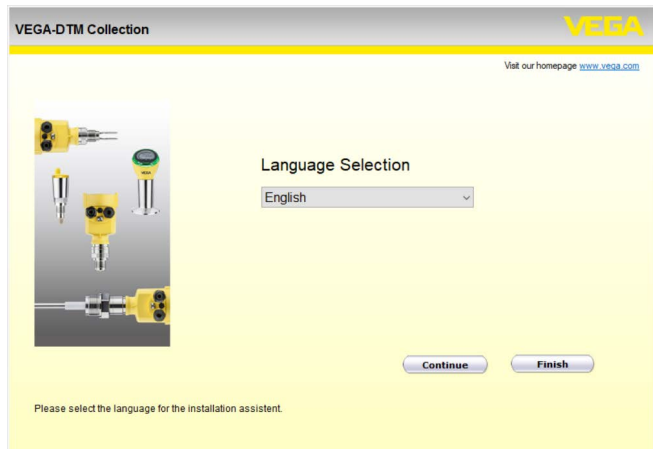 VEGA-DTM Collection
VEGA
Visit our homepage www.vega.com
VEGA
Language Selection
English
Continue
Finish
Please select the language for the installation assistent.